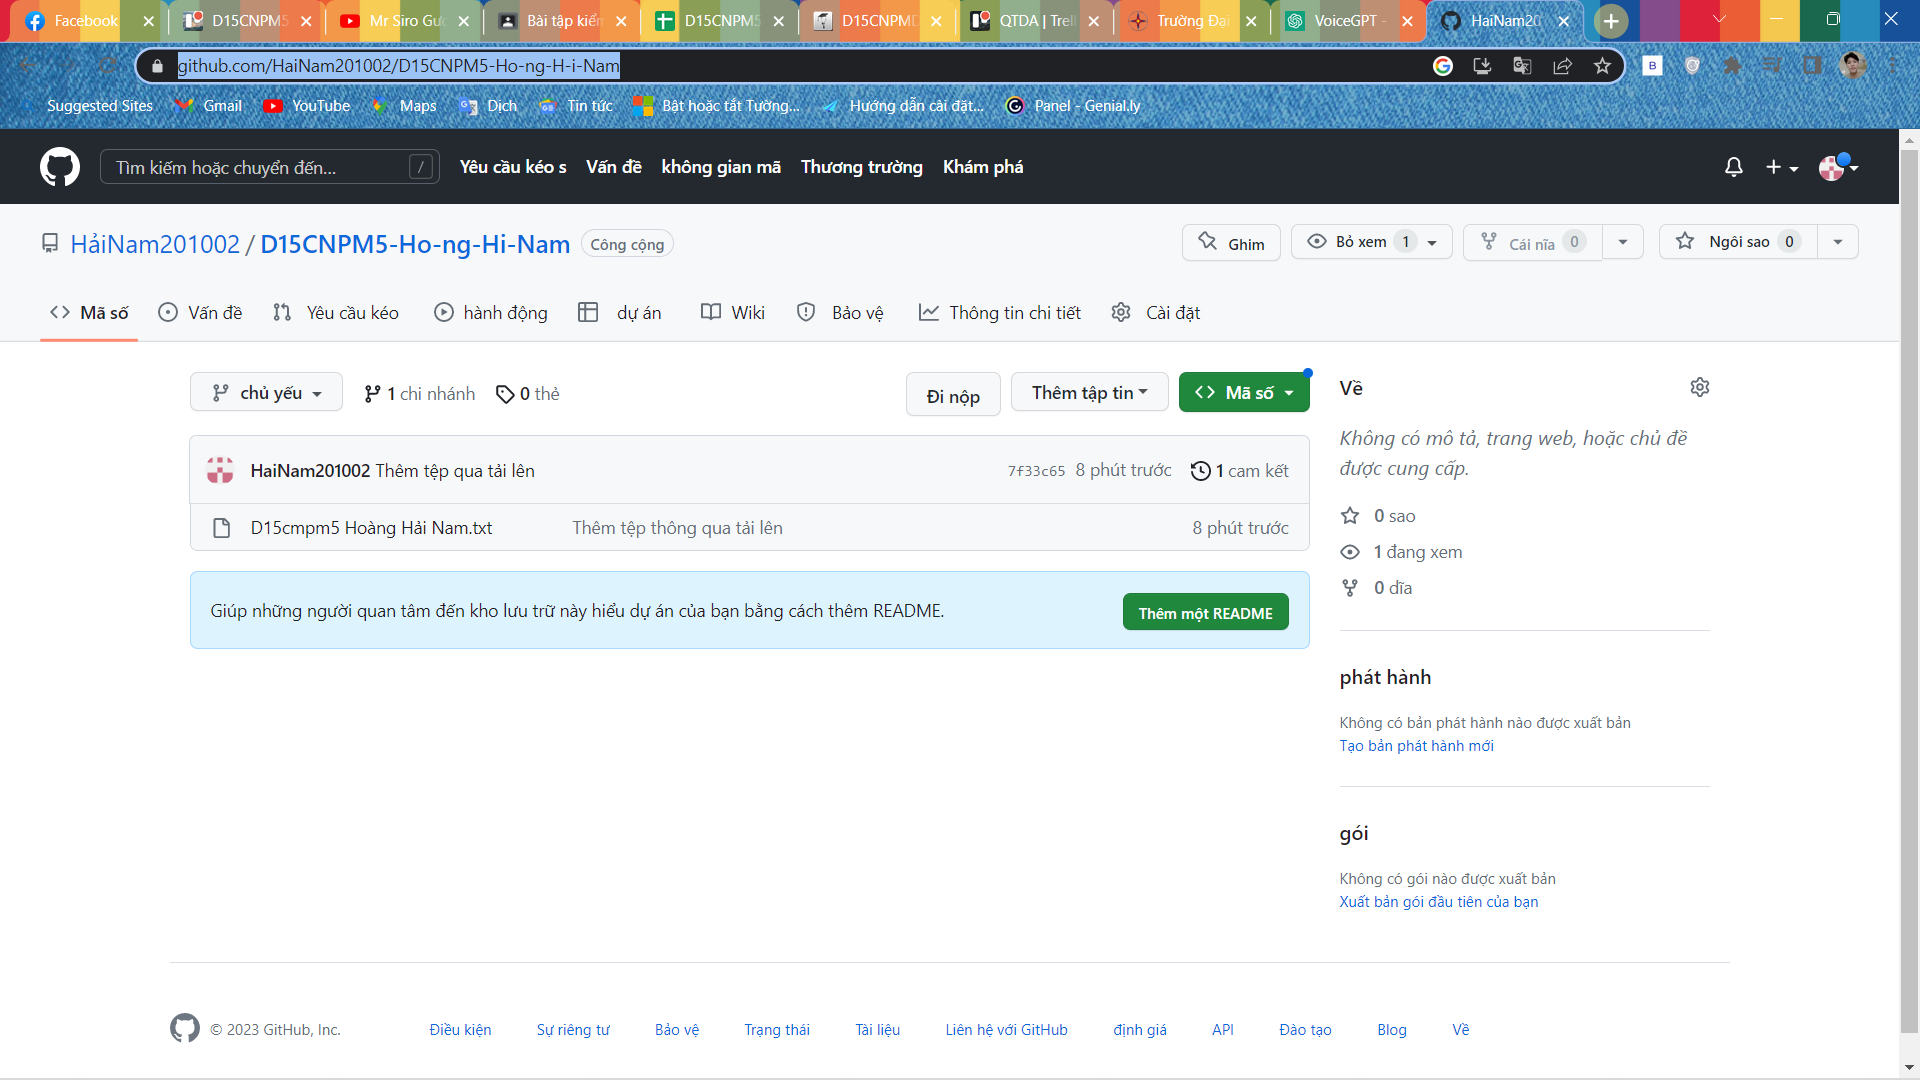 Facebook
D15CNPM5
Mr Siro Gươ
Bài tập kiểm
D15CNPM5
D15CNPMD
QTDA | Trell
Trường Đại
VoiceGPT -
HaiNam20
github.com/HaiNam201002/D15CNPM5-Ho-ng-H-i-Nam
Suggested Sites Gmail YouTube Maps Dịch Tin tức Bật hoặc tắt Tường... Hướng dẫn cài đặt... Panel - Genial.ly
Tìm kiếm hoặc chuyển đến... / Yêu cầu kéo s Vấn đề không gian mã Thương trường Khám phá
HảiNam201002 / D15CNPM5-Ho-ng-Hi-Nam Công cộng Ghim Bỏ xem 1 Cái nĩa 0 Ngôi sao 0
Mã số Vấn đề Yêu cầu kéo hành động dự án Wiki Bảo vệ Thông tin chi tiết Cài đặt
chủ yếu 1 chi nhánh 0 thẻ Đi nộp Thêm tập tin Mã số
HaiNam201002 Thêm tệp qua tải lên 7f33c65 8 phút trước 1 cam kết
D15cmpm5 Hoàng Hải Nam.txt Thêm tệp thông qua tải lên 8 phút trước
Giúp những người quan tâm đến kho lưu trữ này hiểu dự án của bạn bằng cách thêm README. Thêm một README
Về
Không có mô tả, trang web, hoặc chủ đề
được cung cấp.
0 sao
1 đang xem
0 dĩa
phát hành
Không có bản phát hành nào được xuất bản
Tạo bản phát hành mới
gói
Không có gói nào được xuất bản
Xuất bản gói đầu tiên của bạn
© 2023 GitHub, Inc. Điều kiện Sự riêng tư Bảo vệ Trạng thái Tài liệu Liên hệ với GitHub định giá API Đào tạo Blog Về